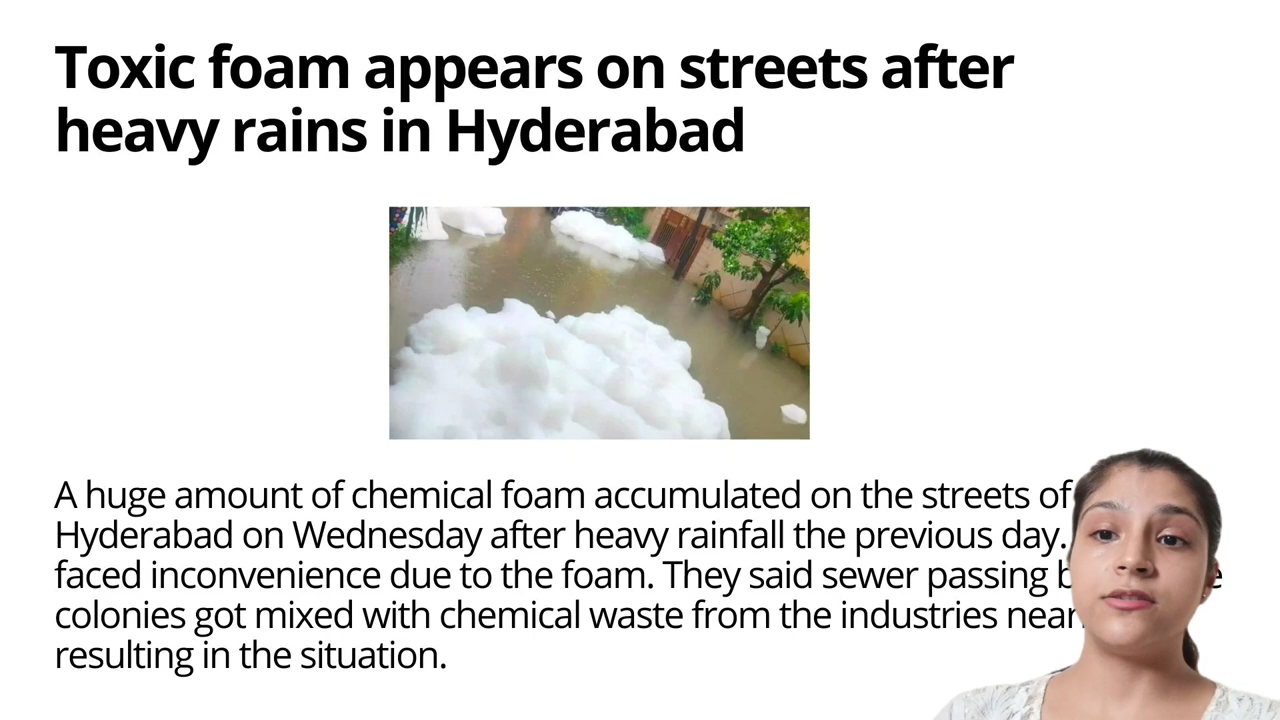 Toxic foam appears on streets after
heavy rains in Hyderabad
A huge amount of chemical foam accumulated on the streets of
Hyderabad on Wednesday after heavy rainfall the previous day.
faced inconvenience due to the foam. They said sewer passing
colonies got mixed with chemical waste from the industries
resulting in the situation.